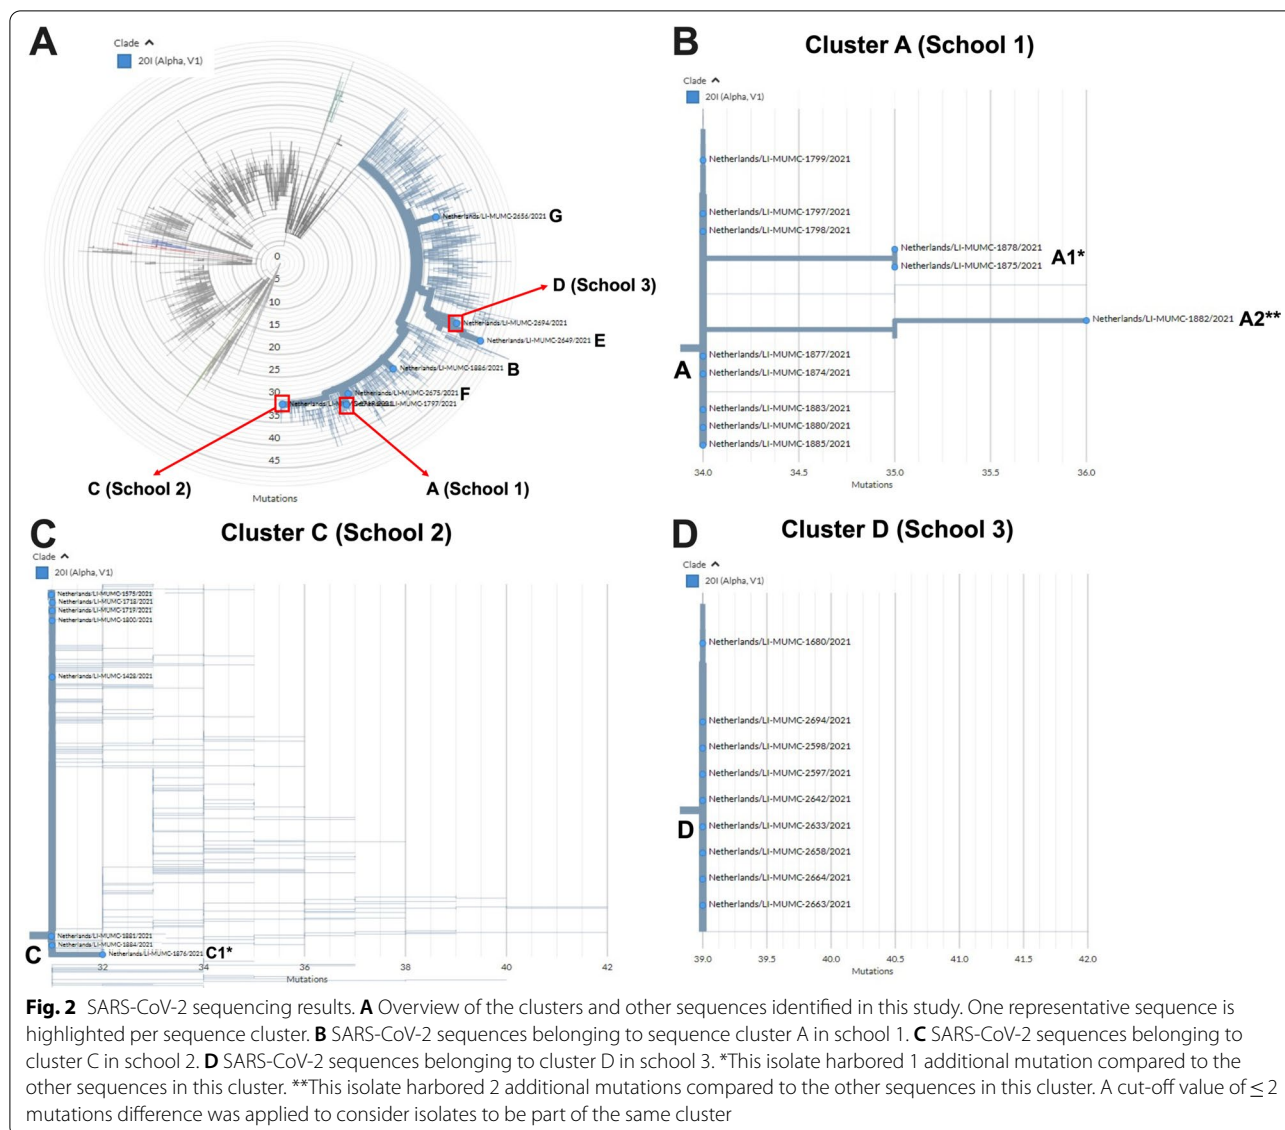 A
Clade
20I (Alpha, V1)
Netherlands/LI-MUMC-2656/2021 G
D (School 3)
Netherlands/LI-MUMC-2694/2021
Netherlands/LI-MUMC-2649/2021 E
Netherlands/LI-MUMC-1886/2021 B
Netherlands/LI-MUMC-2675/2021 F
LI-MUMC-1797/2021
0
5
10
15
20
25
30
35
40
45
Mutations
C (School 2)
A (School 1)
B
Cluster A (School 1)
Clade
20I (Alpha, V1)
Netherlands/LI-MUMC-1799/2021
Netherlands/LI-MUMC-1797/2021
Netherlands/LI-MUMC-1798/2021
Netherlands/LI-MUMC-1878/2021
Netherlands/LI-MUMC-1875/2021
A1*
Netherlands/LI-MUMC-1882/2021
A2**
Netherlands/LI-MUMC-1877/2021
A
Netherlands/LI-MUMC-1874/2021
Netherlands/LI-MUMC-1883/2021
Netherlands/LI-MUMC-1880/2021
Netherlands/LI-MUMC-1885/2021
34.0 34.5 35.0 35.5 36.0
Mutations
C
Cluster C (School 2)
Clade
20I (Alpha, V1)
Netherlands/LI-MUMC-1575/2021
Netherlands/LI-MUMC-1718/2021
Netherlands/LI-MUMC-1719/2021
Netherlands/LI-MUMC-1800/2021
Netherlands/LI-MUMC-1428/2021
Netherlands/LI-MUMC-1881/2021
Netherlands/LI-MUMC-1884/2021
C
Netherlands/LI-MUMC-1876/2021 C1*
32 34 36 38 40 42
Mutations
D
Cluster D (School 3)
Clade
20I (Alpha, V1)
Netherlands/LI-MUMC-1680/2021
Netherlands/LI-MUMC-2694/2021
Netherlands/LI-MUMC-2598/2021
Netherlands/LI-MUMC-2597/2021
Netherlands/LI-MUMC-2642/2021
D
Netherlands/LI-MUMC-2633/2021
Netherlands/LI-MUMC-2658/2021
Netherlands/LI-MUMC-2664/2021
Netherlands/LI-MUMC-2663/2021
39.0 39.5 40.0 40.5 41.0 41.5 42.0
Mutations
Fig. 2 SARS-CoV-2 sequencing results. A Overview of the clusters and other sequences identified in this study. One representative sequence is
highlighted per sequence cluster. B SARS-CoV-2 sequences belonging to sequence cluster A in school 1. C SARS-CoV-2 sequences belonging to
cluster C in school 2. D SARS-CoV-2 sequences belonging to cluster D in school 3. *This isolate harbored 1 additional mutation compared to the
other sequences in this cluster. **This isolate harbored 2 additional mutations compared to the other sequences in this cluster. A cut-off value of ≤ 2
mutations difference was applied to consider isolates to be part of the same cluster